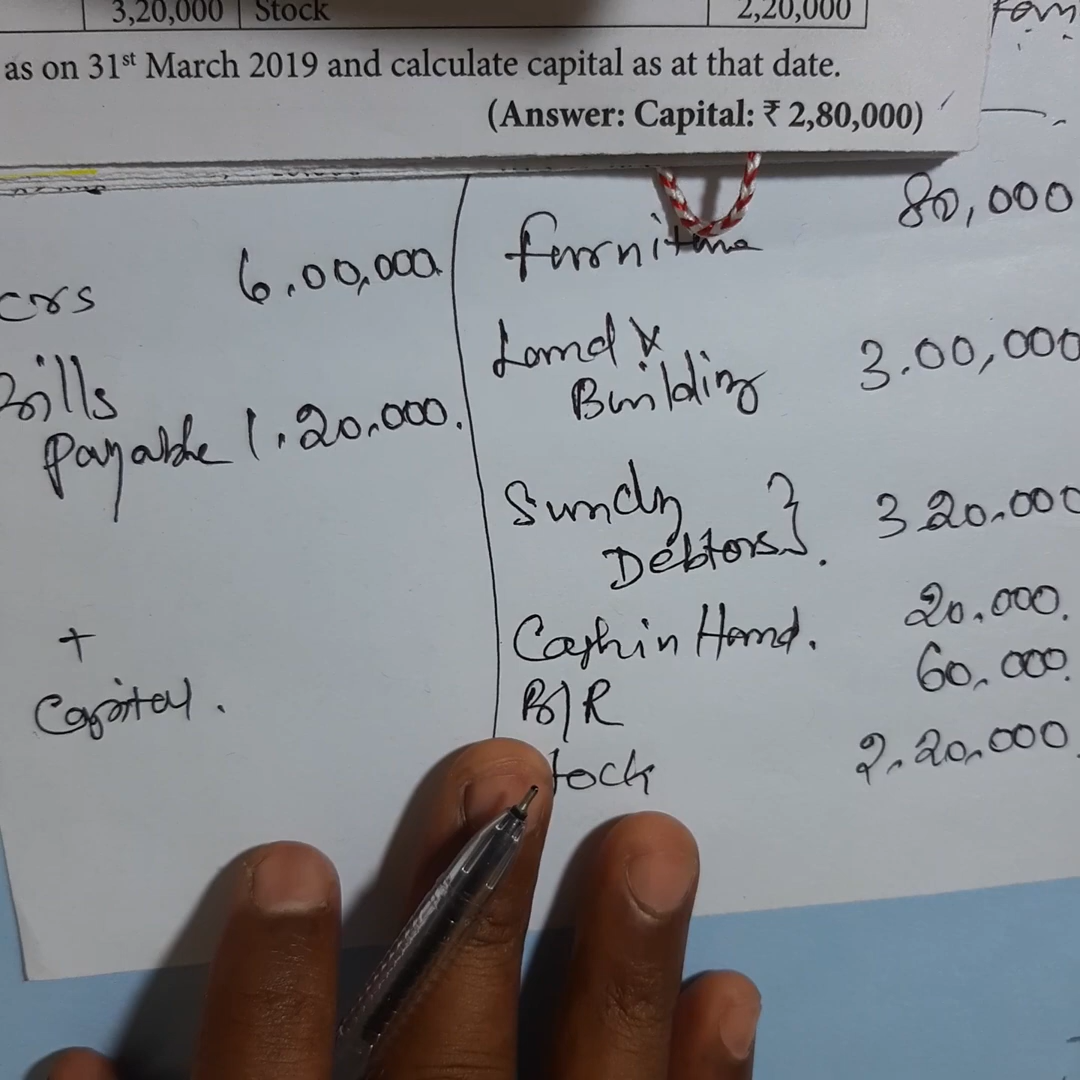 3,20,000 Stock 2,20,000
as on 31st March 2019 and calculate capital as at that date.
(Answer: Capital: ₹ 2,80,000)
80,000
crs 6,00,000 Furniture
Land &
Building 3.00,000
Bills
Payable 1,20,000.
Sundry
Debtors}. 3 20,000
+
Cash in Hand. 20,000.
Capital. B/R 60,000.
tock 2,20,000.